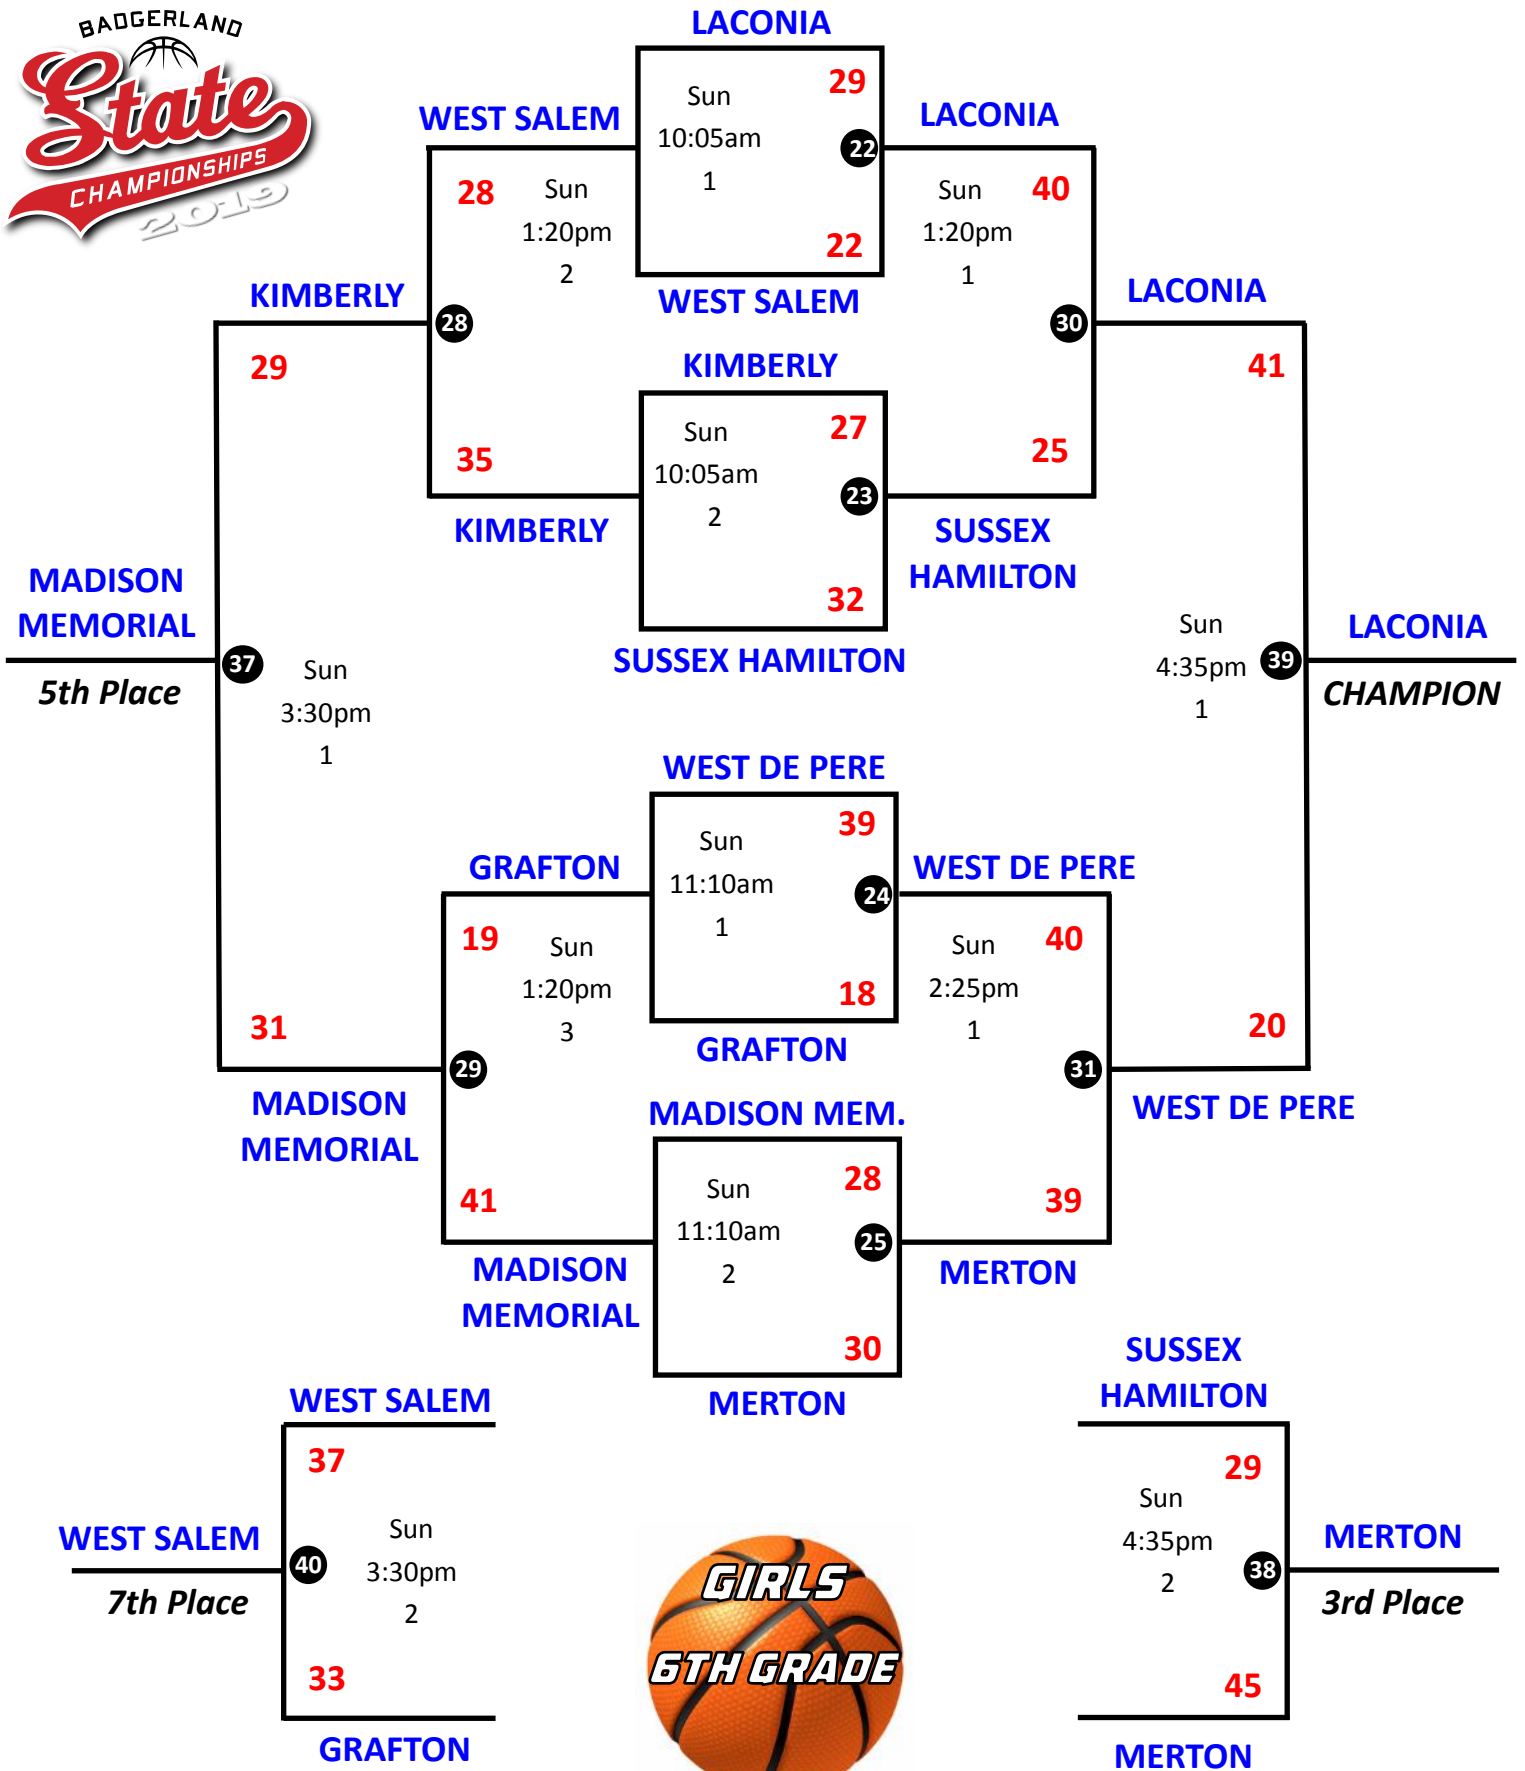 BADGERLAND
State
CHAMPIONSHIPS
2019
LACONIA
29
Sun
10:05am
1
22
22
WEST SALEM
WEST SALEM
LACONIA
28
Sun
1:20pm
2
Sun
1:20pm
1
40
KIMBERLY
28
30
LACONIA
29
41
KIMBERLY
27
Sun
10:05am
2
23
32
SUSSEX HAMILTON
35
25
KIMBERLY
SUSSEX
HAMILTON
MADISON
MEMORIAL
37
5th Place
Sun
3:30pm
1
Sun
4:35pm
1
39
LACONIA
CHAMPION
WEST DE PERE
39
Sun
11:10am
1
24
18
GRAFTON
GRAFTON
WEST DE PERE
19
Sun
1:20pm
3
Sun
2:25pm
1
40
31
20
29
31
MADISON
MEMORIAL
WEST DE PERE
MADISON MEM.
28
Sun
11:10am
2
25
30
MERTON
41
39
MADISON
MEMORIAL
MERTON
WEST SALEM
37
WEST SALEM
40
Sun
3:30pm
2
7th Place
33
GRAFTON
GIRLS
6TH GRADE
SUSSEX
HAMILTON
29
Sun
4:35pm
2
38
MERTON
3rd Place
45
MERTON